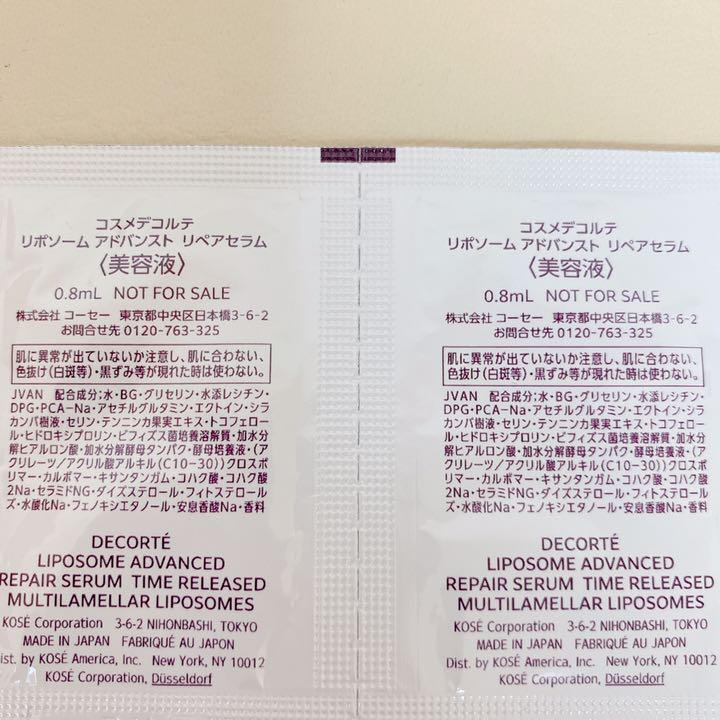 コスメデコルテ
リポソーム アドバンスト リペアセラム
〈美容液〉
0.8mL NOT FOR SALE
株式会社 コーセー 東京都中央区日本橋3-6-2
お問合せ先 0120-763-325
肌に異常が出ていないか注意し、肌に合わない、
色抜け(白斑等)・黒ずみ等が現れた時は使わない。
JVAN 配合成分;水・BG・グリセリン・水添レシチン・
DPG・PCA-Na・アセチルグルタミン・エクトイン・シラ
カンバ樹液・セリン・テンニンカ果実エキス・トコフェロ
ール・ヒドロキシプロリン・ビフィズス菌培養溶解質・加水分
解ヒアルロン酸・加水分解酵母タンパク・酵母培養液・(ア
クリレーツ/アクリル酸アルキル(C10-30))クロスポ
リマー・カルボマー・キサンタンガム・コハク酸・コハク酸
2Na・セラミドNG・ダイズステロール・フィトステロール
ズ・水酸化Na・フェノキシエタノール・安息香酸Na・香料
DECORTÉ
LIPOSOME ADVANCED
REPAIR SERUM TIME RELEASED
MULTILAMELLAR LIPOSOMES
KOSÉ Corporation 3-6-2 NIHONBASHI, TOKYO
MADE IN JAPAN FABRIQUÉ AU JAPON
Dist. by KOSÉ America, Inc. New York, NY 10012
KOSÉ Corporation, Düsseldorf
コスメデコルテ
リポソーム アドバンスト リペアセラム
〈美容液〉
0.8mL NOT FOR SALE
株式会社 コーセー 東京都中央区日本橋3-6-2
お問合せ先 0120-763-325
肌に異常が出ていないか注意し、肌に合わない、
色抜け(白斑等)・黒ずみ等が現れた時は使わない。
JVAN 配合成分;水・BG・グリセリン・水添レシチン・
DPG・PCA-Na・アセチルグルタミン・エクトイン・シラ
カンバ樹液・セリン・テンニンカ果実エキス・トコフェロ
ール・ヒドロキシプロリン・ビフィズス菌培養溶解質・加水分
解ヒアルロン酸・加水分解酵母タンパク・酵母培養液・(ア
クリレーツ/アクリル酸アルキル(C10-30))クロスポ
リマー・カルボマー・キサンタンガム・コハク酸・コハク酸
2Na・セラミドNG・ダイズステロール・フィトステロール
ズ・水酸化Na・フェノキシエタノール・安息香酸Na・香料
DECORTÉ
LIPOSOME ADVANCED
REPAIR SERUM TIME RELEASED
MULTILAMELLAR LIPOSOMES
KOSÉ Corporation 3-6-2 NIHONBASHI, TOKYO
MADE IN JAPAN FABRIQUÉ AU JAPON
Dist. by KOSÉ America, Inc. New York, NY 10012
KOSÉ Corporation, Düsseldorf